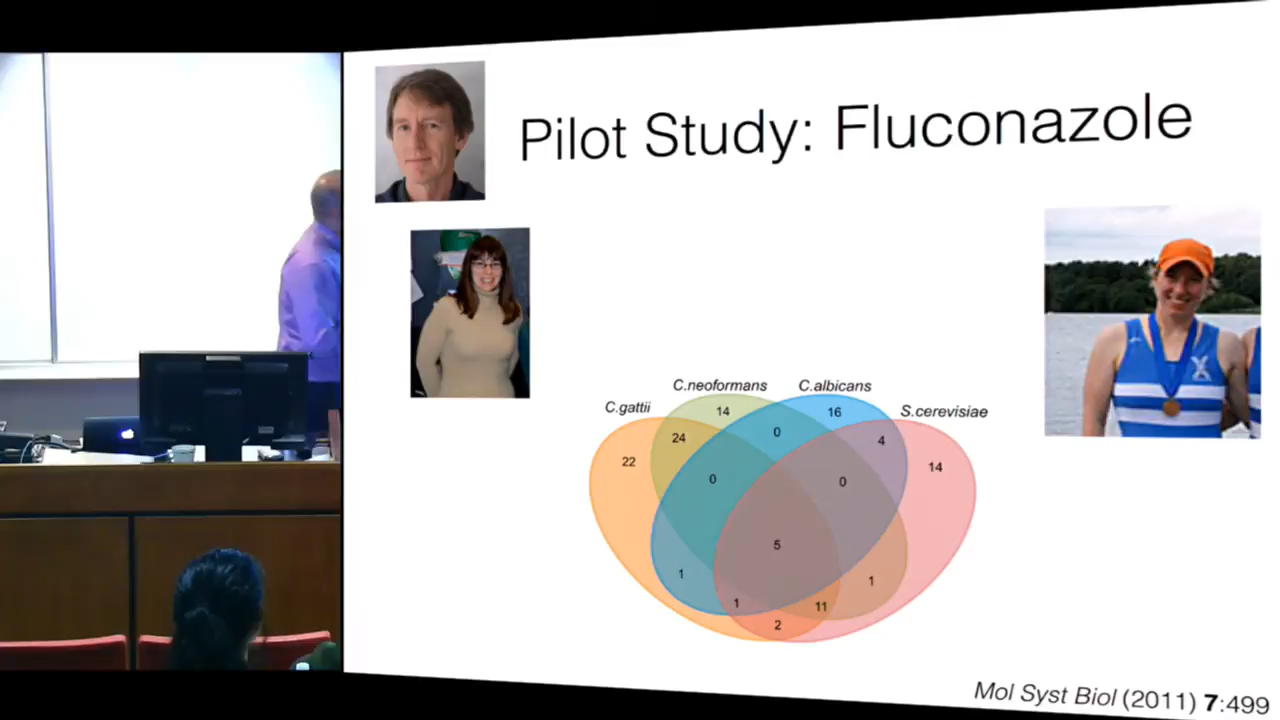 Pilot Study: Fluconazole
C.neoformans
C.albicans
C.gattii
S.cerevisiae
14
16
24
0
4
22
14
0
0
5
1
1
1
11
2
Mol Syst Biol (2011) 7:499